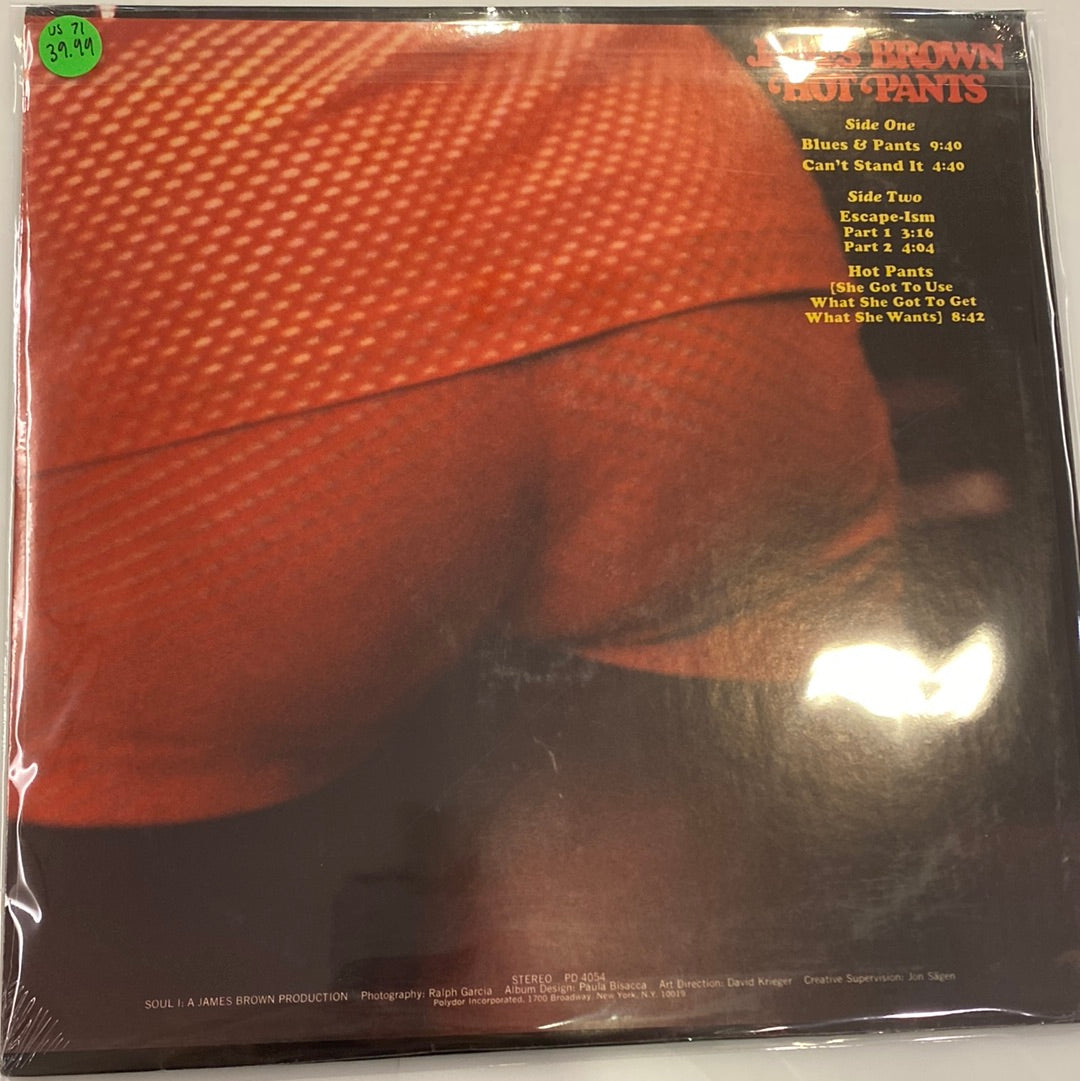 US 71
39.99
JAMES BROWN
HOT PANTS
Side One
Blues & Pants 9:40
Can't Stand It 4:40
Side Two
Escape-Ism
Part 1 3:16
Part 2 4:04
Hot Pants
[She Got To Use
What She Got To Get
What She Wants] 8:42
STEREO PD 4054
SOUL I: A JAMES BROWN PRODUCTION Photography: Ralph Garcia Album Design: Paula Bisacca Art Direction: David Krieger Creative Supervision: Jon Sägen
Polydor Incorporated, 1700 Broadway, New York, N.Y. 10019